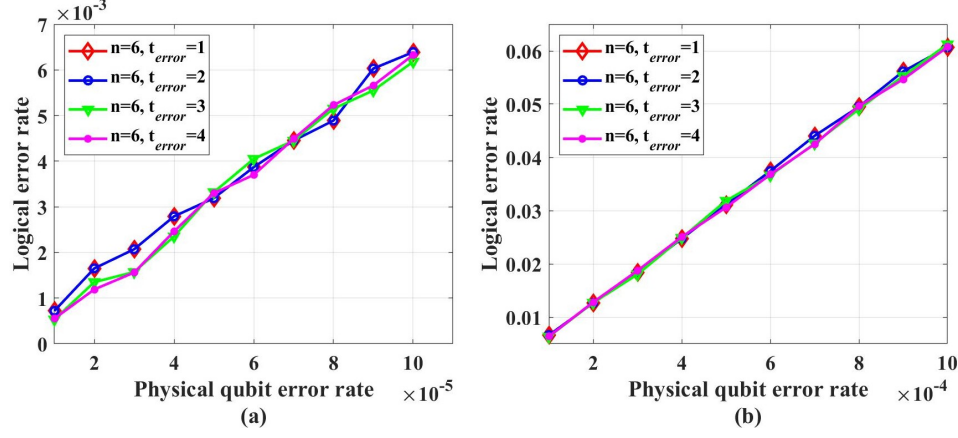 ×10⁻³
7
6
5
4
3
2
1
0
Logical error rate
n=6, t_error=1
n=6, t_error=2
n=6, t_error=3
n=6, t_error=4
2 4 6 8 10
Physical qubit error rate ×10⁻⁵
(a)
0.06
0.05
0.04
0.03
0.02
0.01
Logical error rate
n=6, t_error=1
n=6, t_error=2
n=6, t_error=3
n=6, t_error=4
2 4 6 8 10
Physical qubit error rate ×10⁻⁴
(b)